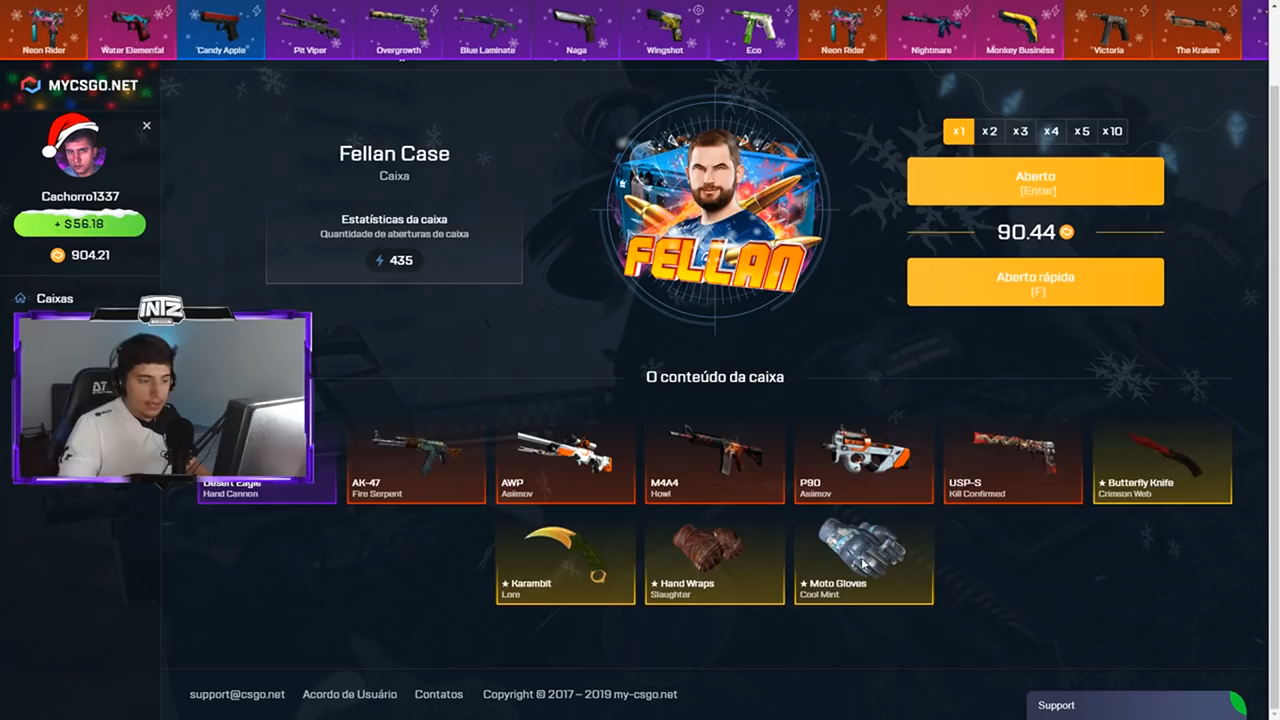 Neon Rider
Water Elemental
Candy Apple
Pit Viper
Overgrowth
Blue Laminate
Naga
Wingshot
Eco
Neon Rider
Nightmare
Monkey Business
Victoria
The Kraken
MYCSGO.NET
Cachorro1337
+ $56.18
904.21
Caixas
INTZ
Fellan Case
Caixa
Estatísticas da caixa
Quantidade de aberturas de caixa
435
FELLAN
x1 x2 x3 x4 x5 x10
Aberto
[Enter]
90.44
Aberto rápida
[F]
O conteúdo da caixa
Desert Eagle
Hand Cannon
AK-47
Fire Serpent
AWP
Asiimov
M4A4
Howl
P90
Asiimov
USP-S
Kill Confirmed
★ Butterfly Knife
Crimson Web
★ Karambit
Lore
★ Hand Wraps
Slaughter
★ Moto Gloves
Cool Mint
support@csgo.net Acordo de Usuário Contatos Copyright © 2017 – 2019 my-csgo.net
Support